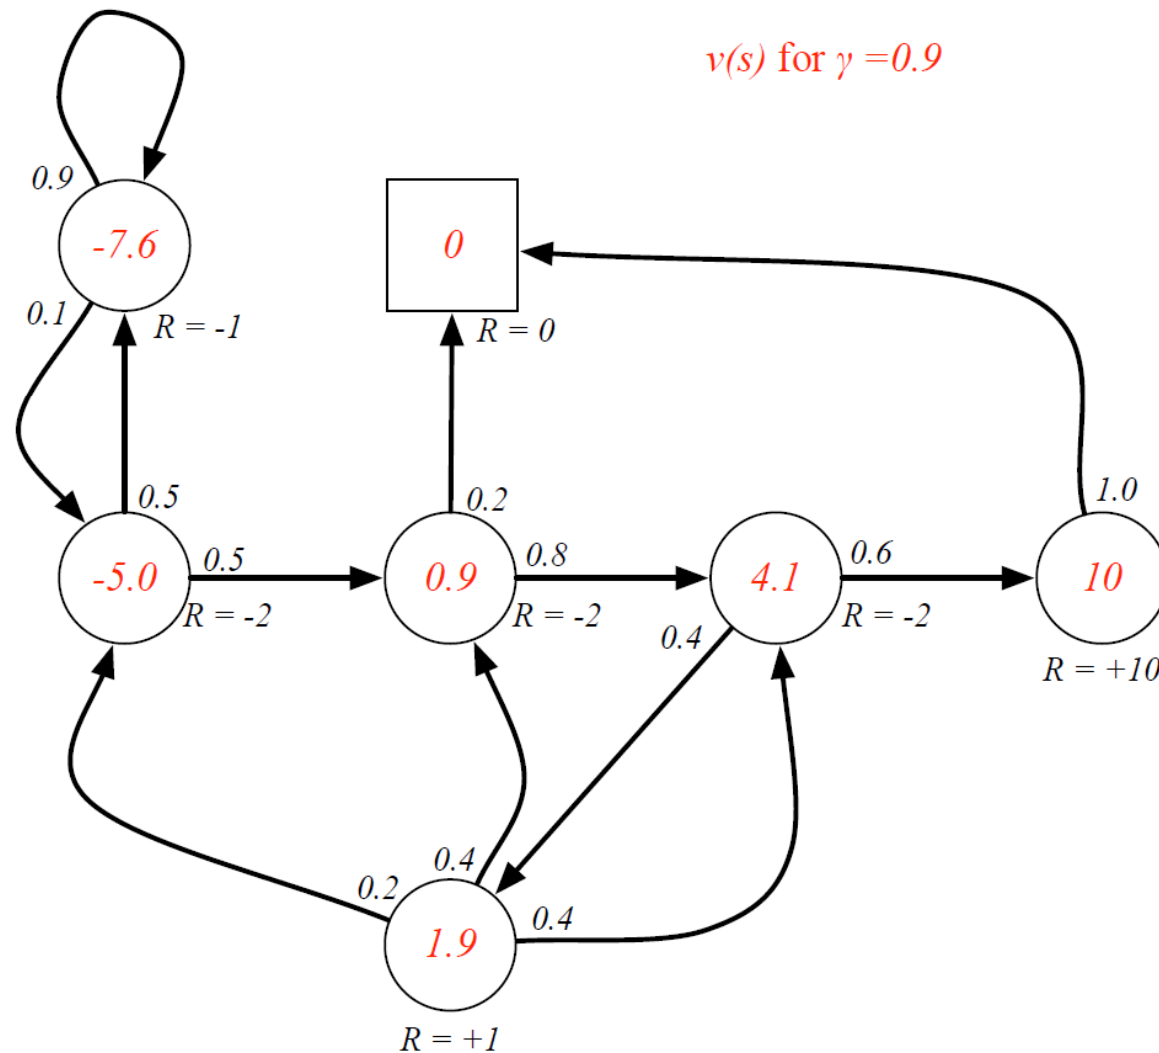 v(s) for γ =0.9
0.9
-7.6
0
0.1
R = -1
R = 0
0.5
0.2
1.0
-5.0
0.5
0.9
0.8
4.1
0.6
10
R = -2
R = -2
R = -2
0.4
R = +10
0.4
0.2
0.4
1.9
R = +1